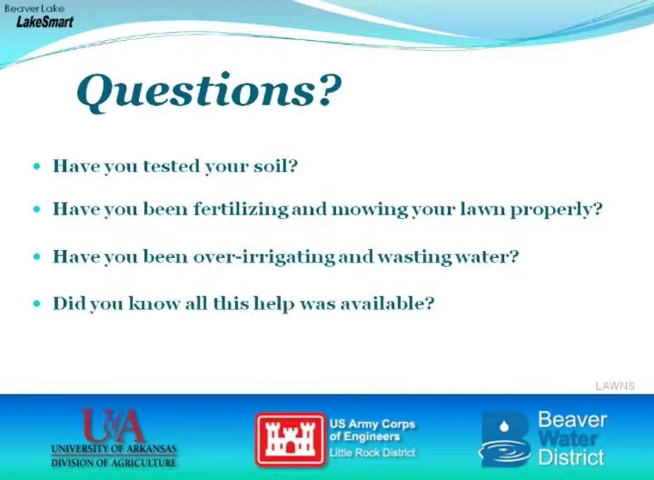 Beaver Lake
LakeSmart
Questions?
Have you tested your soil?
Have you been fertilizing and mowing your lawn properly?
Have you been over-irrigating and wasting water?
Did you know all this help was available?
LAWNS
UofA
UNIVERSITY OF ARKANSAS
DIVISION OF AGRICULTURE
US Army Corps
of Engineers
Little Rock District
Beaver
Water
District